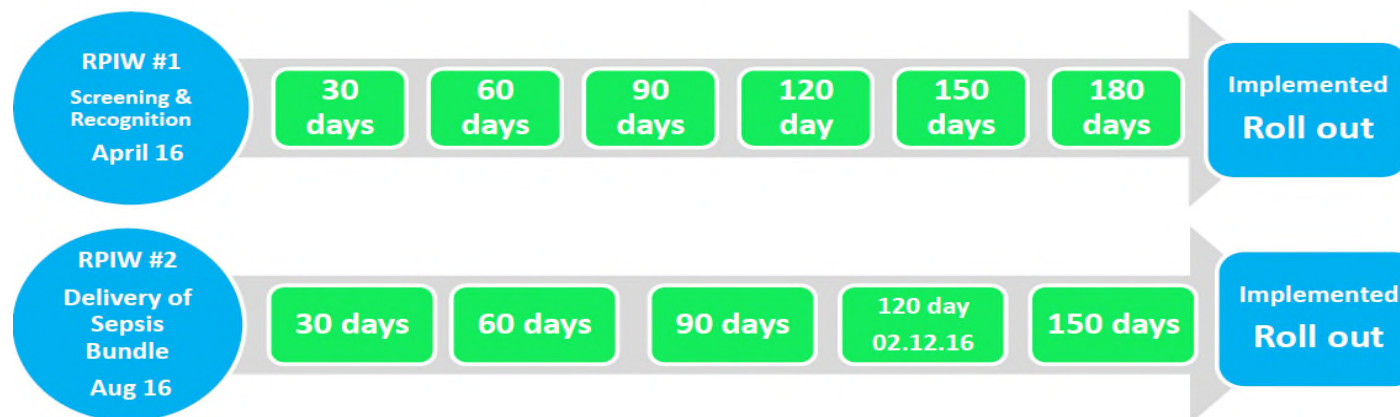 RPIW #1
Screening &
Recognition
April 16
30
days
60
days
90
days
120
day
150
days
180
days
Implemented
Roll out
RPIW #2
Delivery of
Sepsis
Bundle
Aug 16
30 days
60 days
90 days
120 day
02.12.16
150 days
Implemented
Roll out